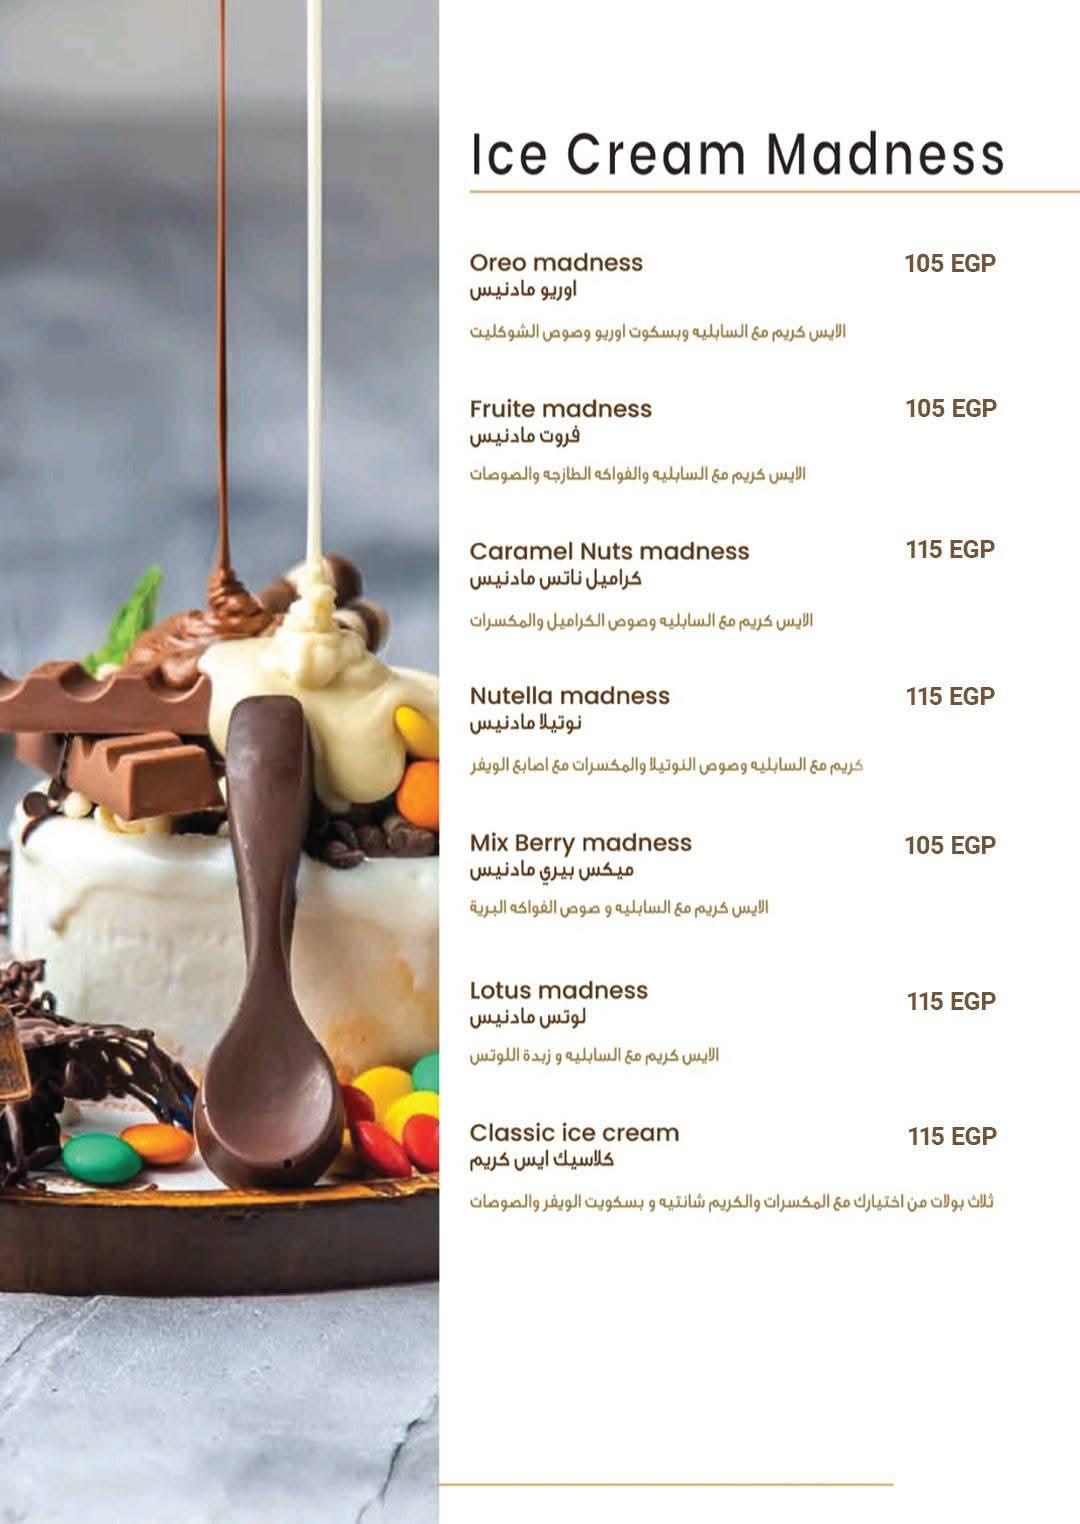 Ice Cream Madness
Oreo madness 105 EGP
اوريو مادنيس
الايس كريم مع السابليه وبسكوت اوريو وصوص الشوكليت
Fruite madness 105 EGP
فروت مادنيس
الايس كريم مع السابليه والفواكه الطازجه والصوصات
Caramel Nuts madness 115 EGP
كراميل ناتس مادنيس
الايس كريم مع السابليه وصوص الكراميل والمكسرات
Nutella madness 115 EGP
نوتيلا مادنيس
كريم مع السابليه وصوص النوتيلا والمكسرات مع اصابع الويفر
Mix Berry madness 105 EGP
ميكس بيري مادنيس
الايس كريم مع السابليه و صوص الفواكه البرية
Lotus madness 115 EGP
لوتس مادنيس
الايس كريم مع السابليه و زبدة اللوتس
Classic ice cream 115 EGP
كلاسيك ايس كريم
ثلاث بولات من اختيارك مع المكسرات والكريم شانتيه و بسكويت الويفر والصوصات